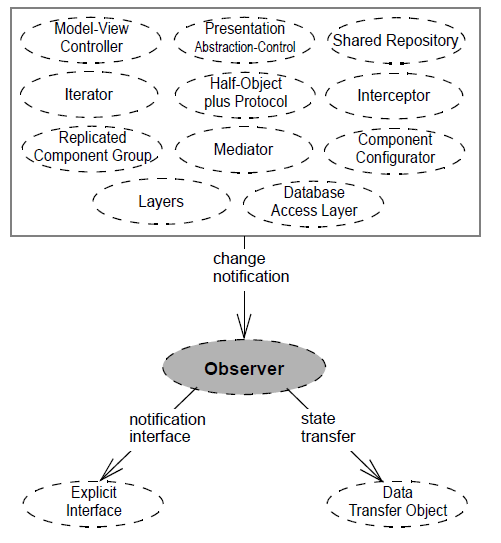 Model-View
Controller
Presentation
Abstraction-Control
Shared Repository
Iterator
Half-Object
plus Protocol
Interceptor
Replicated
Component Group
Mediator
Component
Configurator
Layers
Database
Access Layer
change
notification
Observer
notification
interface
state
transfer
Explicit
Interface
Data
Transfer Object